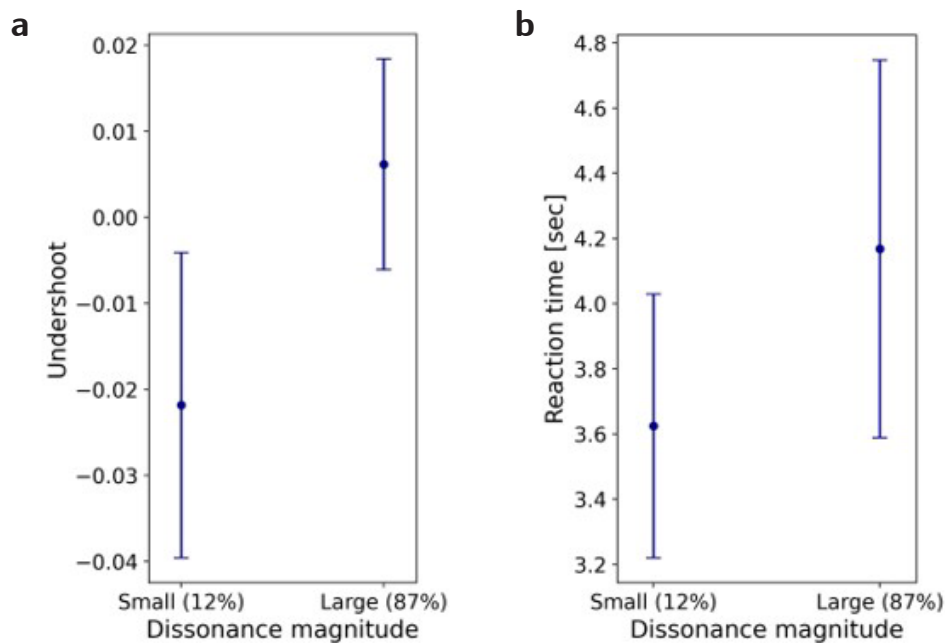 a
0.02
0.01
0.00
−0.01
−0.02
−0.03
−0.04
Undershoot
Small (12%) Large (87%)
Dissonance magnitude
b
4.8
4.6
4.4
4.2
4.0
3.8
3.6
3.4
3.2
Reaction time [sec]
Small (12%) Large (87%)
Dissonance magnitude